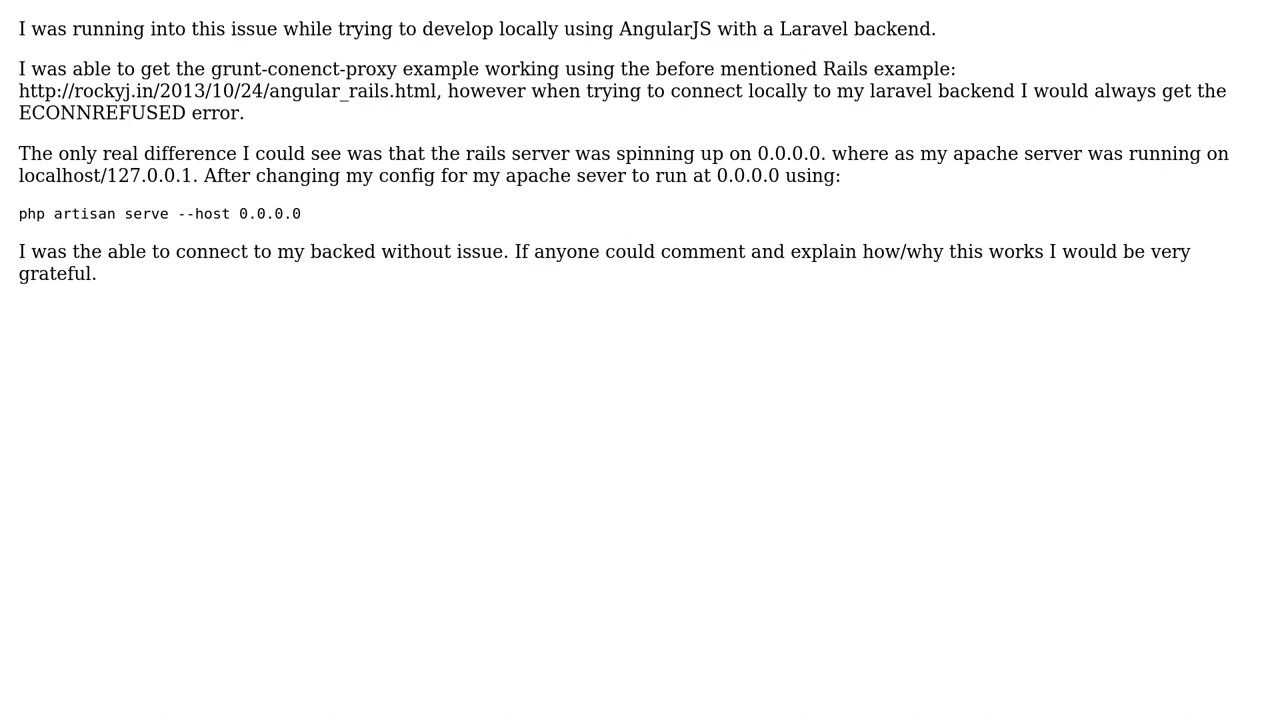 I was running into this issue while trying to develop locally using AngularJS with a Laravel backend.
I was able to get the grunt-conenct-proxy example working using the before mentioned Rails example:
http://rockyj.in/2013/10/24/angular_rails.html, however when trying to connect locally to my laravel backend I would always get the
ECONNREFUSED error.
The only real difference I could see was that the rails server was spinning up on 0.0.0.0. where as my apache server was running on
localhost/127.0.0.1. After changing my config for my apache sever to run at 0.0.0.0 using:
php artisan serve --host 0.0.0.0
I was the able to connect to my backed without issue. If anyone could comment and explain how/why this works I would be very
grateful.